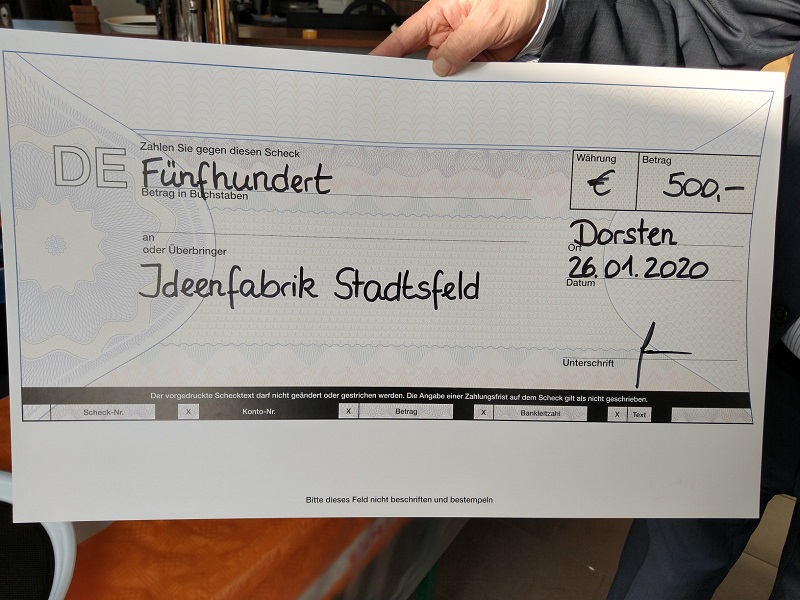 DE
Zahlen Sie gegen diesen Scheck
Fünfhundert
Betrag in Buchstaben
Währung
€
Betrag
500,-
an
oder Überbringer
Ideenfabrik Stadtsfeld
Dorsten
Ort
26.01.2020
Datum
Unterschrift
Der vorgedruckte Schecktext darf nicht geändert oder gestrichen werden. Die Angabe einer Zahlungsfrist auf dem Scheck gilt als nicht geschrieben.
Scheck-Nr. X Konto-Nr. X Betrag X Bankleitzahl X Text
Bitte dieses Feld nicht beschriften und bestempeln